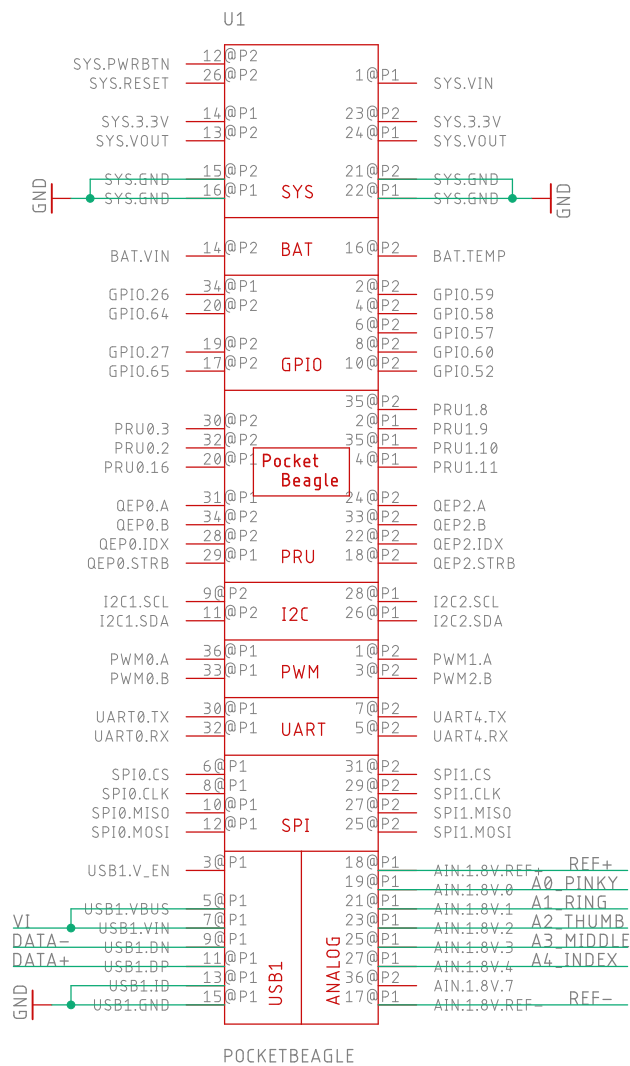 U1
12@P2
SYS.PWRBTN
26@P2 1@P1
SYS.RESET SYS.VIN
14@P1 23@P2
SYS.3.3V SYS.3.3V
13@P2 24@P1
SYS.VOUT SYS.VOUT
15@P2 21@P2
SYS.GND SYS.GND
GND 16@P1 SYS 22@P1 GND
SYS.GND SYS.GND
14@P2 BAT 16@P2
BAT.VIN BAT.TEMP
34@P1 2@P2
GPIO.26 GPIO.59
20@P2 4@P2
GPIO.64 GPIO.58
6@P2
GPIO.57
19@P2 8@P2
GPIO.27 GPIO.60
17@P2 GPIO 10@P2
GPIO.65 GPIO.52
35@P2
PRU1.8
30@P2 2@P1
PRU0.3 PRU1.9
32@P2 35@P1
PRU0.2 PRU1.10
20@P1 Pocket 4@P1
PRU0.16 PRU1.11
Beagle
31@P1 24@P2
QEP0.A QEP2.A
34@P2 33@P2
QEP0.B QEP2.B
28@P2 22@P2
QEP0.IDX QEP2.IDX
29@P1 PRU 18@P2
QEP0.STRB QEP2.STRB
9@P2 28@P1
I2C1.SCL I2C2.SCL
11@P2 I2C 26@P1
I2C1.SDA I2C2.SDA
36@P1 1@P2
PWM0.A PWM1.A
33@P1 PWM 3@P2
PWM0.B PWM2.B
30@P1 7@P2
UART0.TX UART4.TX
32@P1 UART 5@P2
UART0.RX UART4.RX
6@P1 31@P2
SPI0.CS SPI1.CS
8@P1 29@P2
SPI0.CLK SPI1.CLK
10@P1 27@P2
SPI0.MISO SPI1.MISO
12@P1 SPI 25@P2
SPI0.MOSI SPI1.MOSI
3@P1 18@P1 REF+
USB1.V_EN AIN.1.8V.REF+
19@P1 A0_PINKY
AIN.1.8V.0
5@P1 21@P1 A1_RING
USB1.VBUS AIN.1.8V.1
VI 7@P1 23@P1 A2_THUMB
USB1.VIN AIN.1.8V.2
DATA- 9@P1 25@P1 A3_MIDDLE
USB1.DN AIN.1.8V.3
DATA+ 11@P1 27@P1 A4_INDEX
USB1.DP AIN.1.8V.4
13@P1 36@P2
USB1.ID AIN.1.8V.7
GND 15@P1 USB1 ANALOG 17@P1 REF-
USB1.GND AIN.1.8V.REF-
POCKETBEAGLE